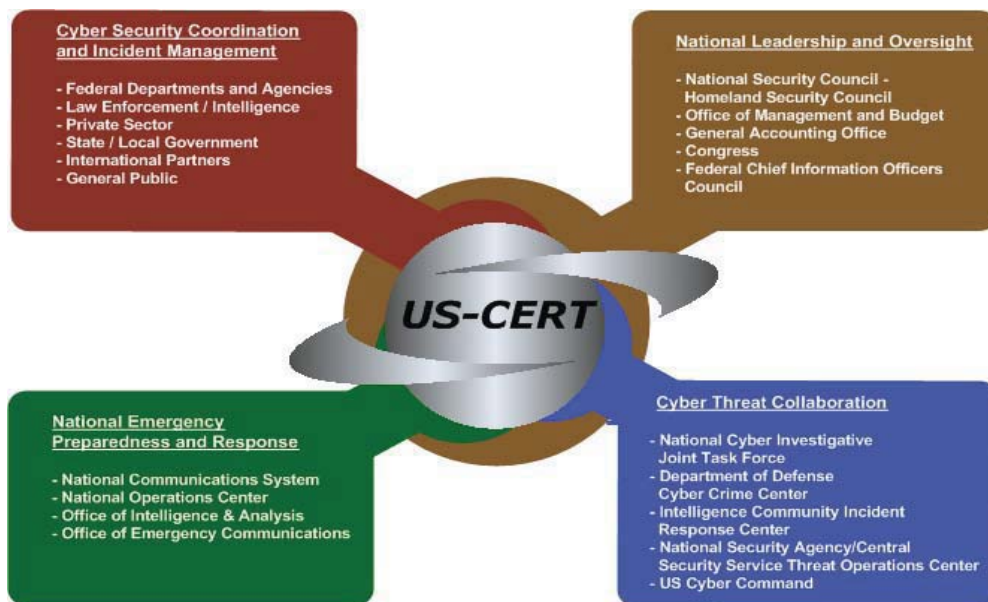 Cyber Security Coordination
and Incident Management
- Federal Departments and Agencies
- Law Enforcement / Intelligence
- Private Sector
- State / Local Government
- International Partners
- General Public
National Leadership and Oversight
- National Security Council -
Homeland Security Council
- Office of Management and Budget
- General Accounting Office
- Congress
- Federal Chief Information Officers
Council
US-CERT
National Emergency
Preparedness and Response
- National Communications System
- National Operations Center
- Office of Intelligence & Analysis
- Office of Emergency Communications
Cyber Threat Collaboration
- National Cyber Investigative
Joint Task Force
- Department of Defense
Cyber Crime Center
- Intelligence Community Incident
Response Center
- National Security Agency/Central
Security Service Threat Operations Center
- US Cyber Command